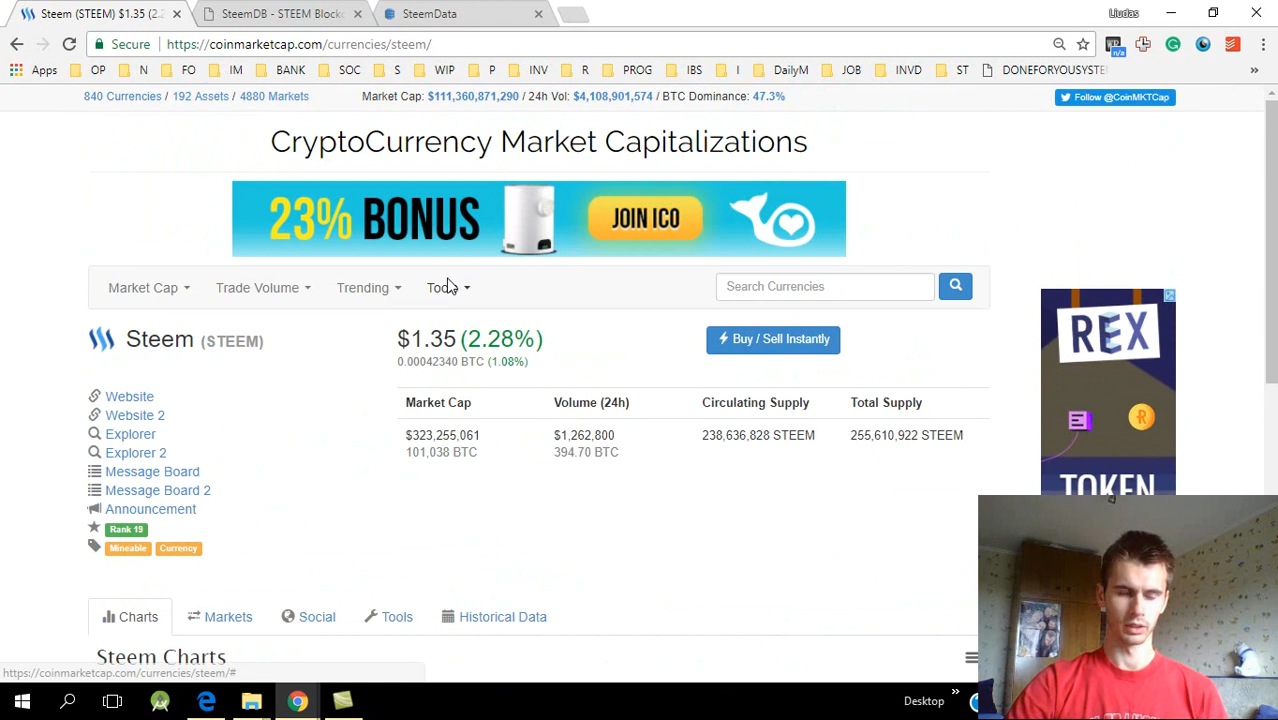 Steem (STEEM) $1.35 (2.2
SteemDB - STEEM Blockc
SteemData
Liudas
Secure
https://coinmarketcap.com/currencies/steem/
n/a
Apps
OP
N
FO
IM
BANK
SOC
S
WIP
P
INV
R
PROG
IBS
I
DailyM
JOB
INVD
ST
DONEFORYOUSYSTE
»
840 Currencies / 192 Assets / 4880 Markets
Market Cap: $111,360,871,290 / 24h Vol: $4,108,901,574 / BTC Dominance: 47.3%
Follow @CoinMKTCap
CryptoCurrency Market Capitalizations
23% BONUS
JOIN ICO
Market Cap
Trade Volume
Trending
Search Currencies
Steem (STEEM)
$1.35 (2.28%)
0.00042340 BTC (1.08%)
Buy / Sell Instantly
REX
TOKEN
Market Cap
Volume (24h)
Circulating Supply
Total Supply
$323,255,061
$1,262,800
238,636,828 STEEM
255,610,922 STEEM
101,038 BTC
394.70 BTC
Website
Website 2
Explorer
Explorer 2
Message Board
Message Board 2
Announcement
Rank 19
Mineable
Currency
Charts
Markets
Social
Tools
Historical Data
Steem Charts
https://coinmarketcap.com/currencies/steem/#
Desktop
»